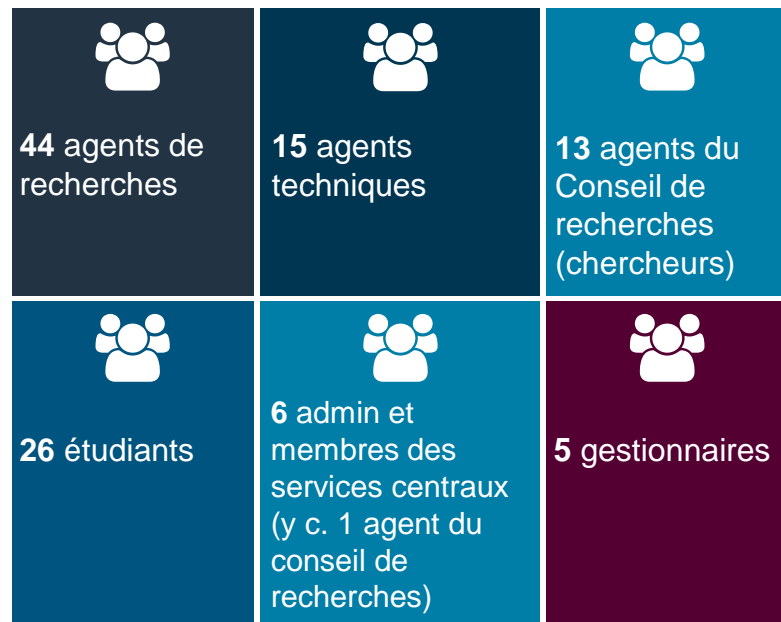 44 agents de
recherches
15 agents
techniques
13 agents du
Conseil de
recherches
(chercheurs)
26 étudiants
6 admin et
membres des
services centraux
(y c. 1 agent du
conseil de
recherches)
5 gestionnaires